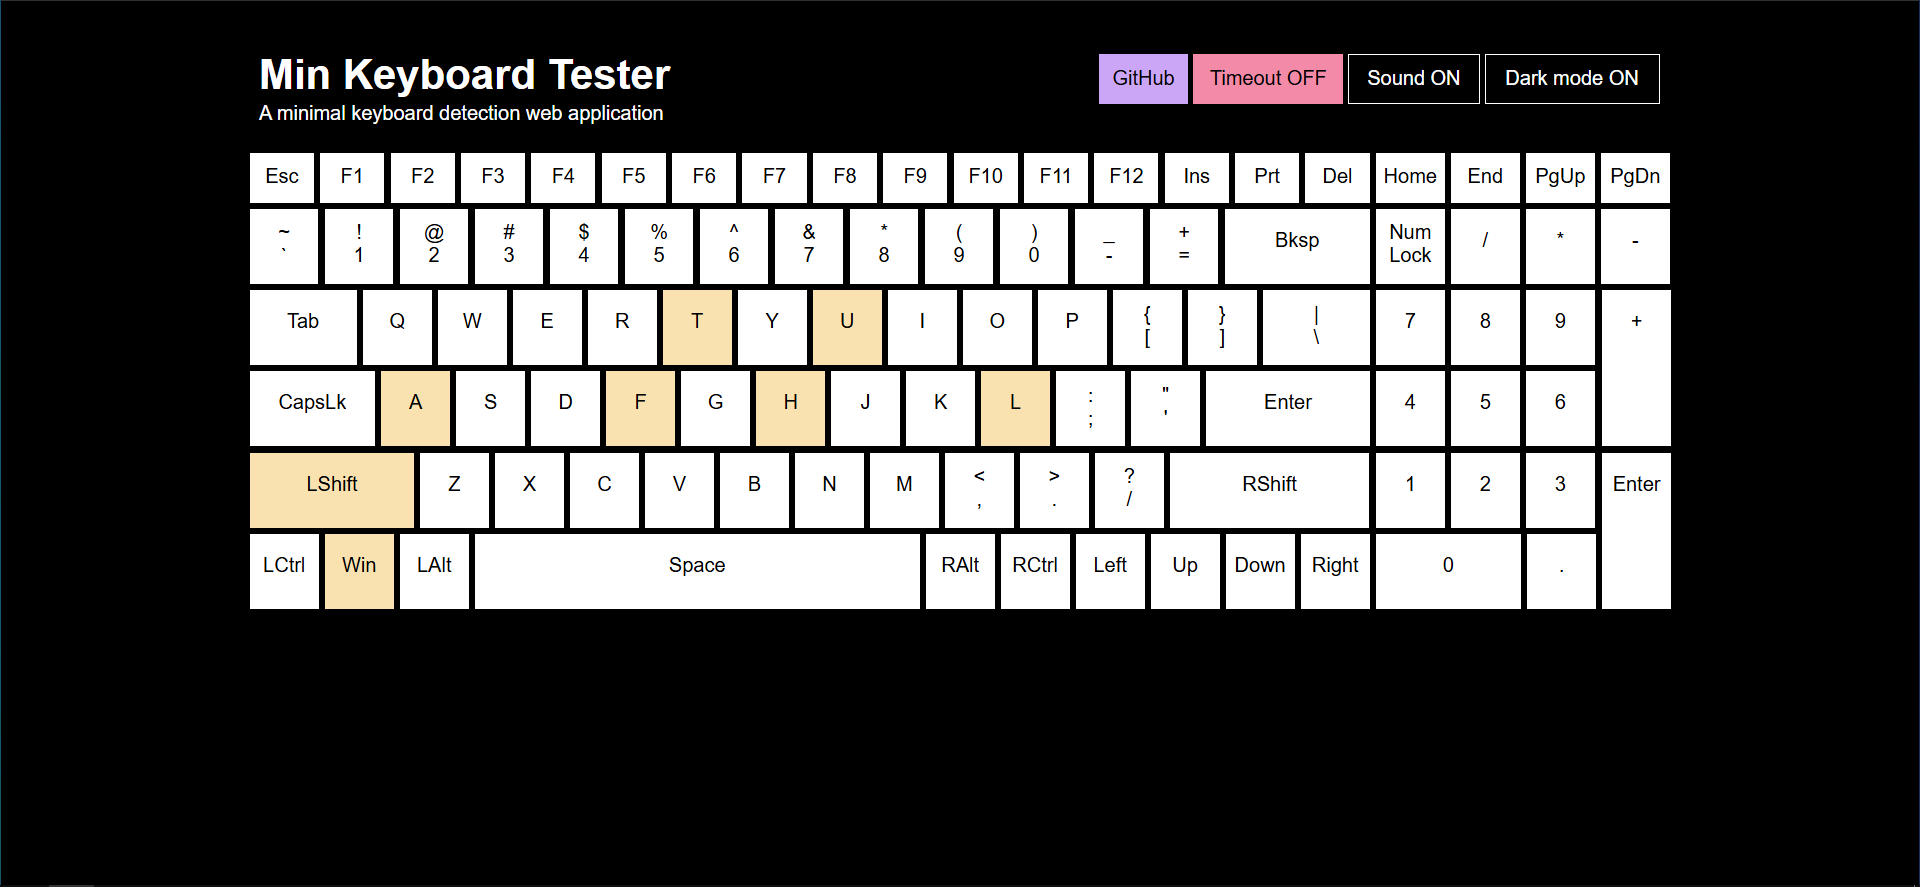 Min Keyboard Tester
A minimal keyboard detection web application
GitHub Timeout OFF Sound ON Dark mode ON
Esc F1 F2 F3 F4 F5 F6 F7 F8 F9 F10 F11 F12 Ins Prt Del Home End PgUp PgDn
~ ! @ # $ % ^ & * ( ) _ + Bksp Num Lock / * -
` 1 2 3 4 5 6 7 8 9 0 - =
Tab Q W E R T Y U I O P { } | 7 8 9 +
[ ] \
CapsLk A S D F G H J K L : " Enter 4 5 6
; '
LShift Z X C V B N M < > ? RShift 1 2 3 Enter
, . /
LCtrl Win LAlt Space RAlt RCtrl Left Up Down Right 0 .